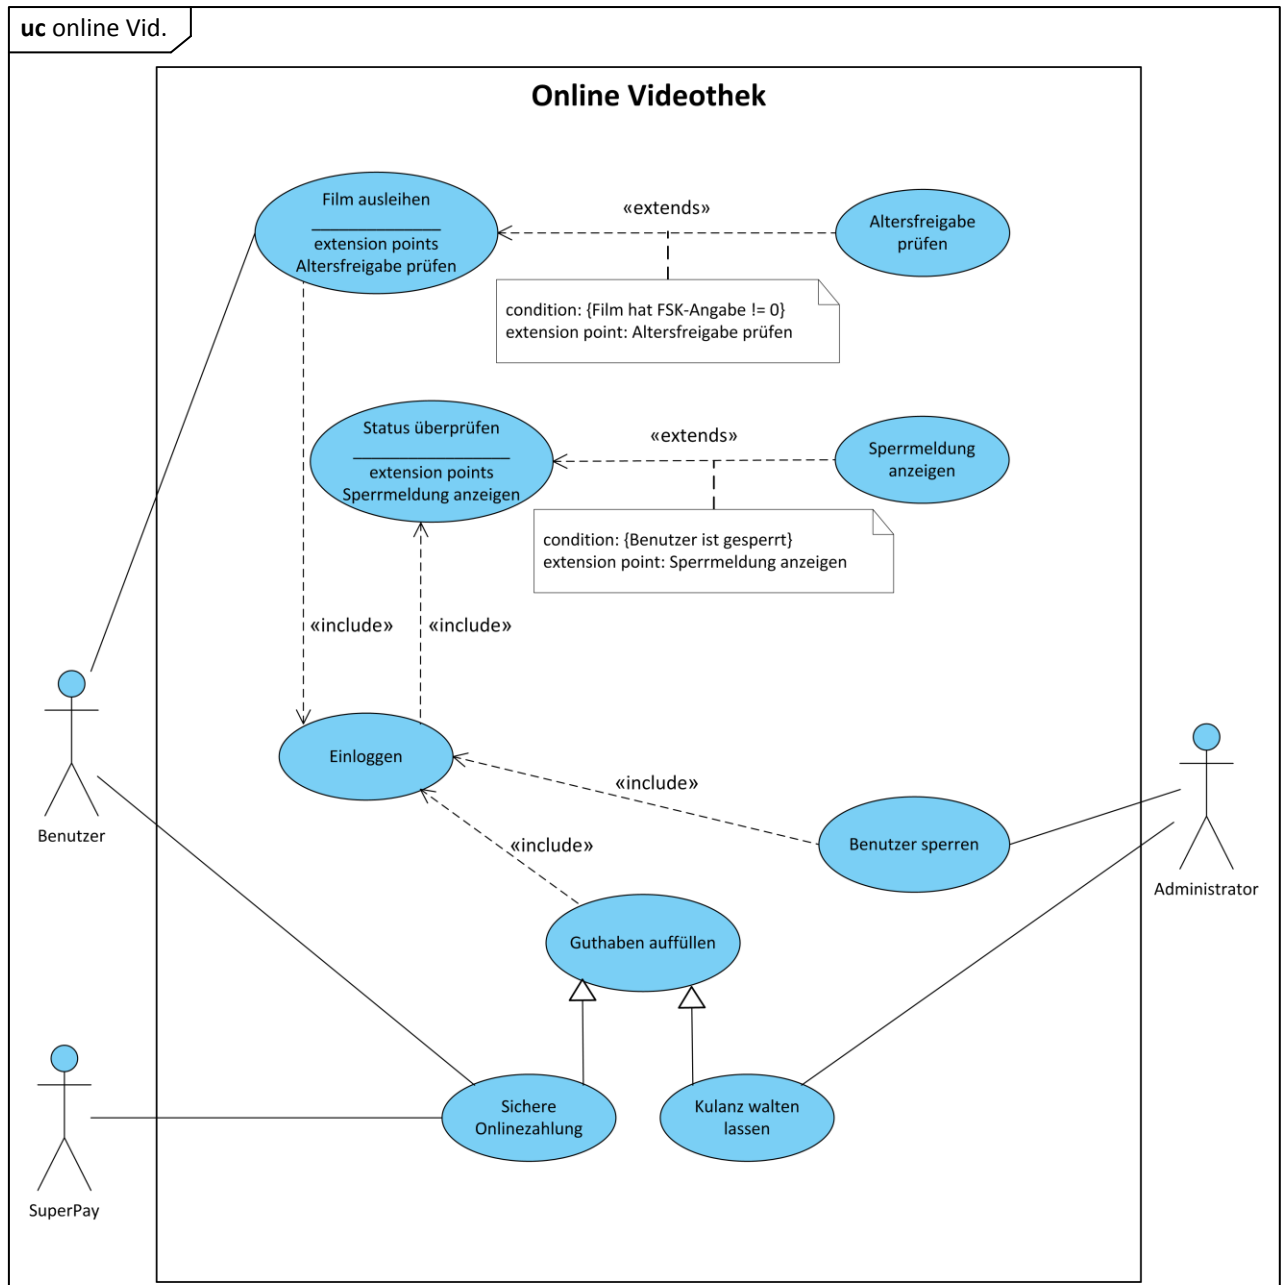 uc online Vid.
Online Videothek
Film ausleihen
extension points
Altersfreigabe prüfen
«extends»
Altersfreigabe
prüfen
condition: {Film hat FSK-Angabe != 0}
extension point: Altersfreigabe prüfen
Status überprüfen
extension points
Sperrmeldung anzeigen
«extends»
Sperrmeldung
anzeigen
condition: {Benutzer ist gesperrt}
extension point: Sperrmeldung anzeigen
«include»
«include»
Einloggen
«include»
Benutzer
Benutzer sperren
«include»
Administrator
Guthaben auffüllen
Sichere
Onlinezahlung
Kulanz walten
lassen
SuperPay